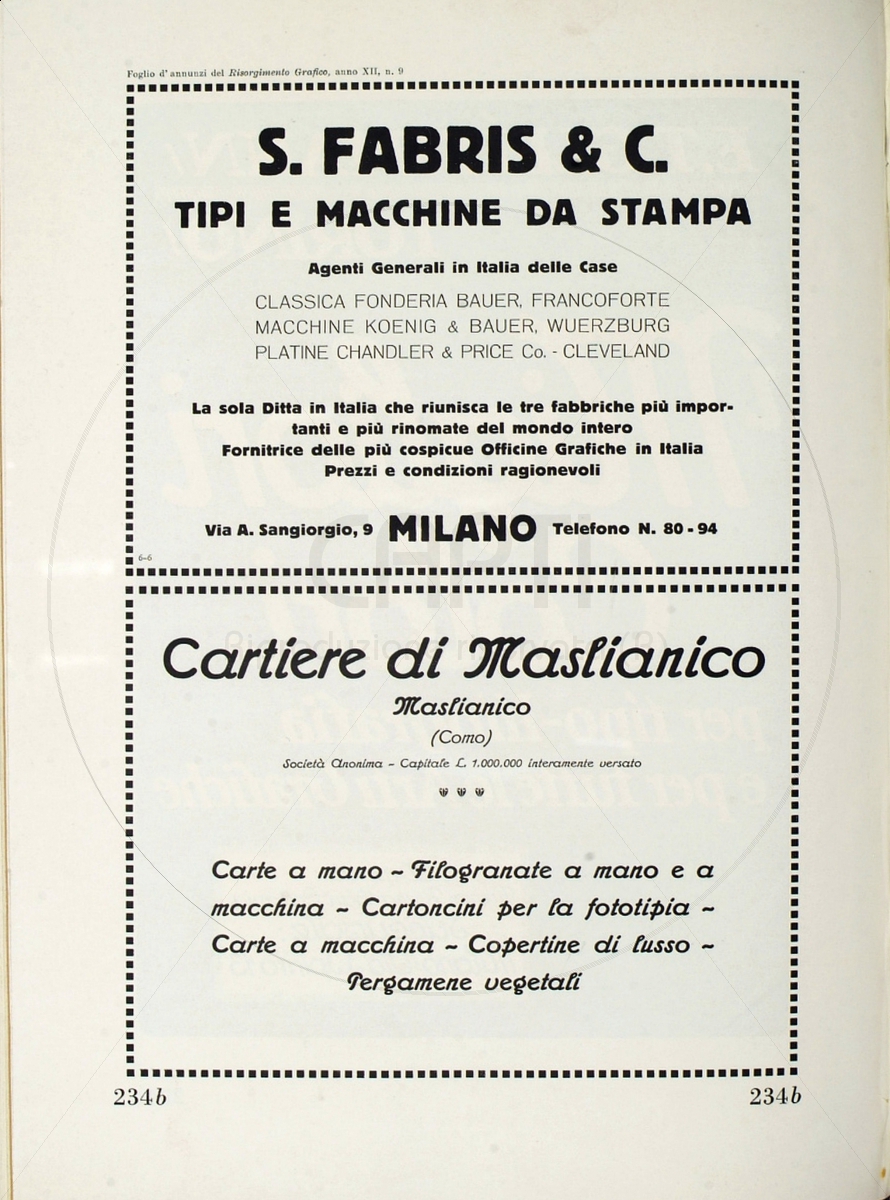 Foglio d'annunzi del Risorgimento Grafico, anno XII, n. 9
S. FABRIS & C.
TIPI E MACCHINE DA STAMPA
Agenti Generali in Italia delle Case
CLASSICA FONDERIA BAUER, FRANCOFORTE
MACCHINE KOENIG & BAUER, WUERZBURG
PLATINE CHANDLER & PRICE Co. - CLEVELAND
La sola Ditta in Italia che riunisca le tre fabbriche più impor-
tanti e più rinomate del mondo intero
Fornitrice delle più cospicue Officine Grafiche in Italia
Prezzi e condizioni ragionevoli
Via A. Sangiorgio, 9 MILANO Telefono N. 80 - 94
6-6
Cartiere di Maslianico
Maslianico
(Como)
Società Anonima - Capitale L. 1.000.000 interamente versato
Carte a mano ~ Filogranate a mano e a
macchina ~ Cartoncini per la fototipia ~
Carte a macchina ~ Copertine di lusso ~
Pergamene vegetali
234b 234b